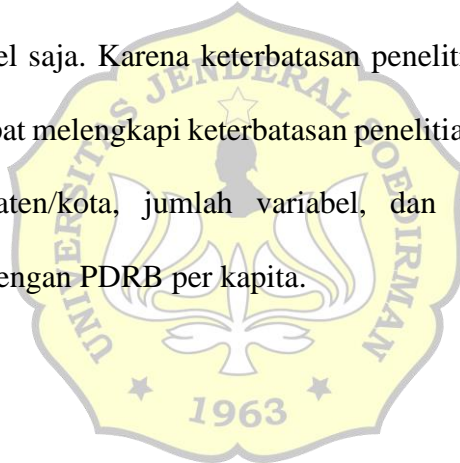 el saja. Karena keterbatasan penelit
pat melengkapi keterbatasan penelitia
aten/kota, jumlah variabel, dan
engan PDRB per kapita.
UNIVERSITAS JENDERAL SOEDIRMAN
1963